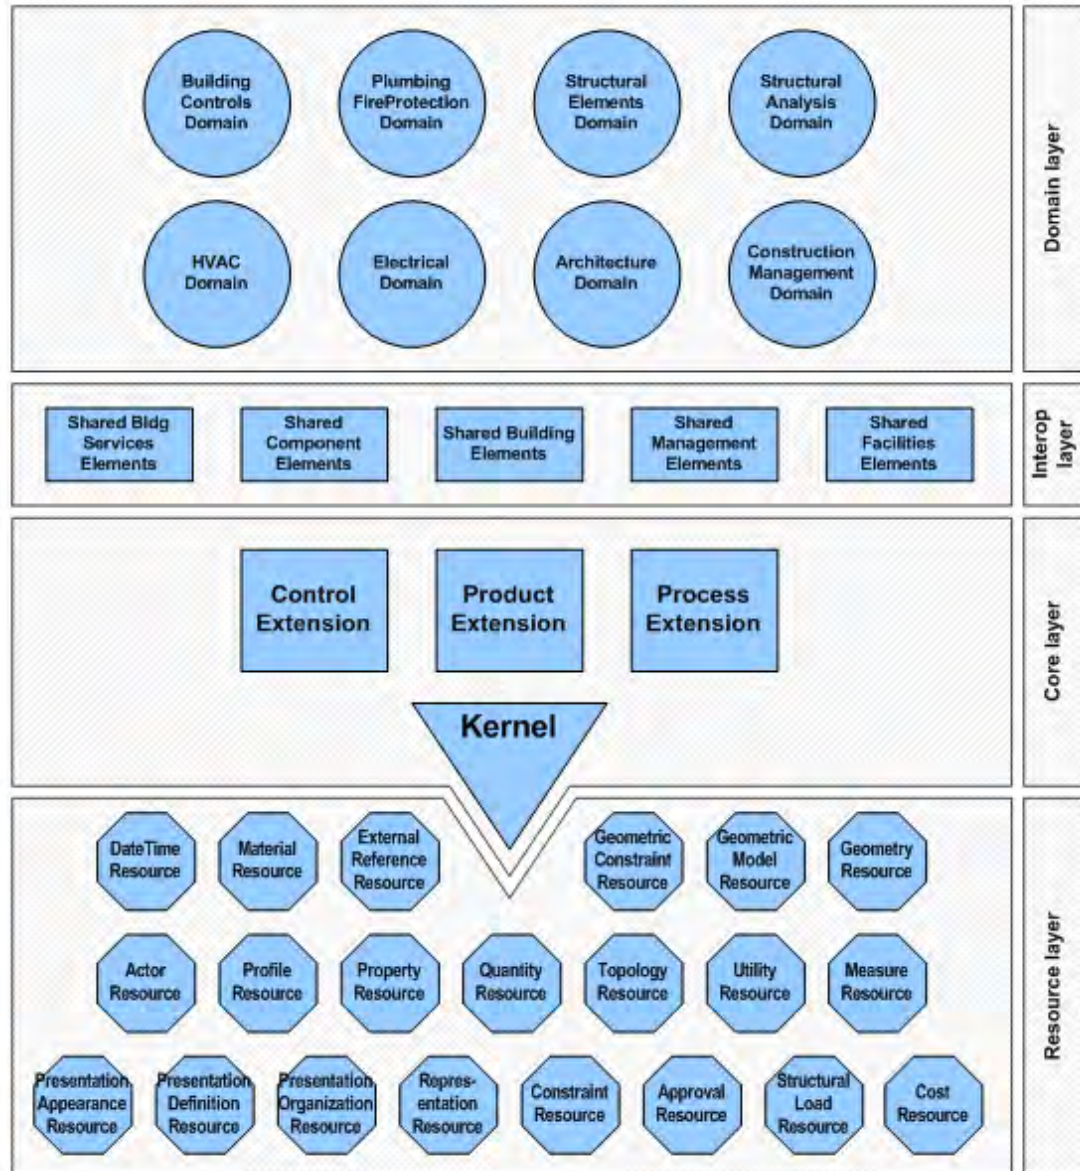 Building
Controls
Domain
Plumbing
FireProtection
Domain
Structural
Elements
Domain
Structural
Analysis
Domain
HVAC
Domain
Electrical
Domain
Architecture
Domain
Construction
Management
Domain
Domain layer
Shared Bldg
Services
Elements
Shared
Component
Elements
Shared Building
Elements
Shared
Management
Elements
Shared
Facilities
Elements
Interop
layer
Control
Extension
Product
Extension
Process
Extension
Kernel
Core layer
DateTime
Resource
Material
Resource
External
Reference
Resource
Geometric
Constraint
Resource
Geometric
Model
Resource
Geometry
Resource
Actor
Resource
Profile
Resource
Property
Resource
Quantity
Resource
Topology
Resource
Utility
Resource
Measure
Resource
Presentation
Appearance
Resource
Presentation
Definition
Resource
Presentation
Organization
Resource
Repres-
entation
Resource
Constraint
Resource
Approval
Resource
Structural
Load
Resource
Cost
Resource
Resource layer